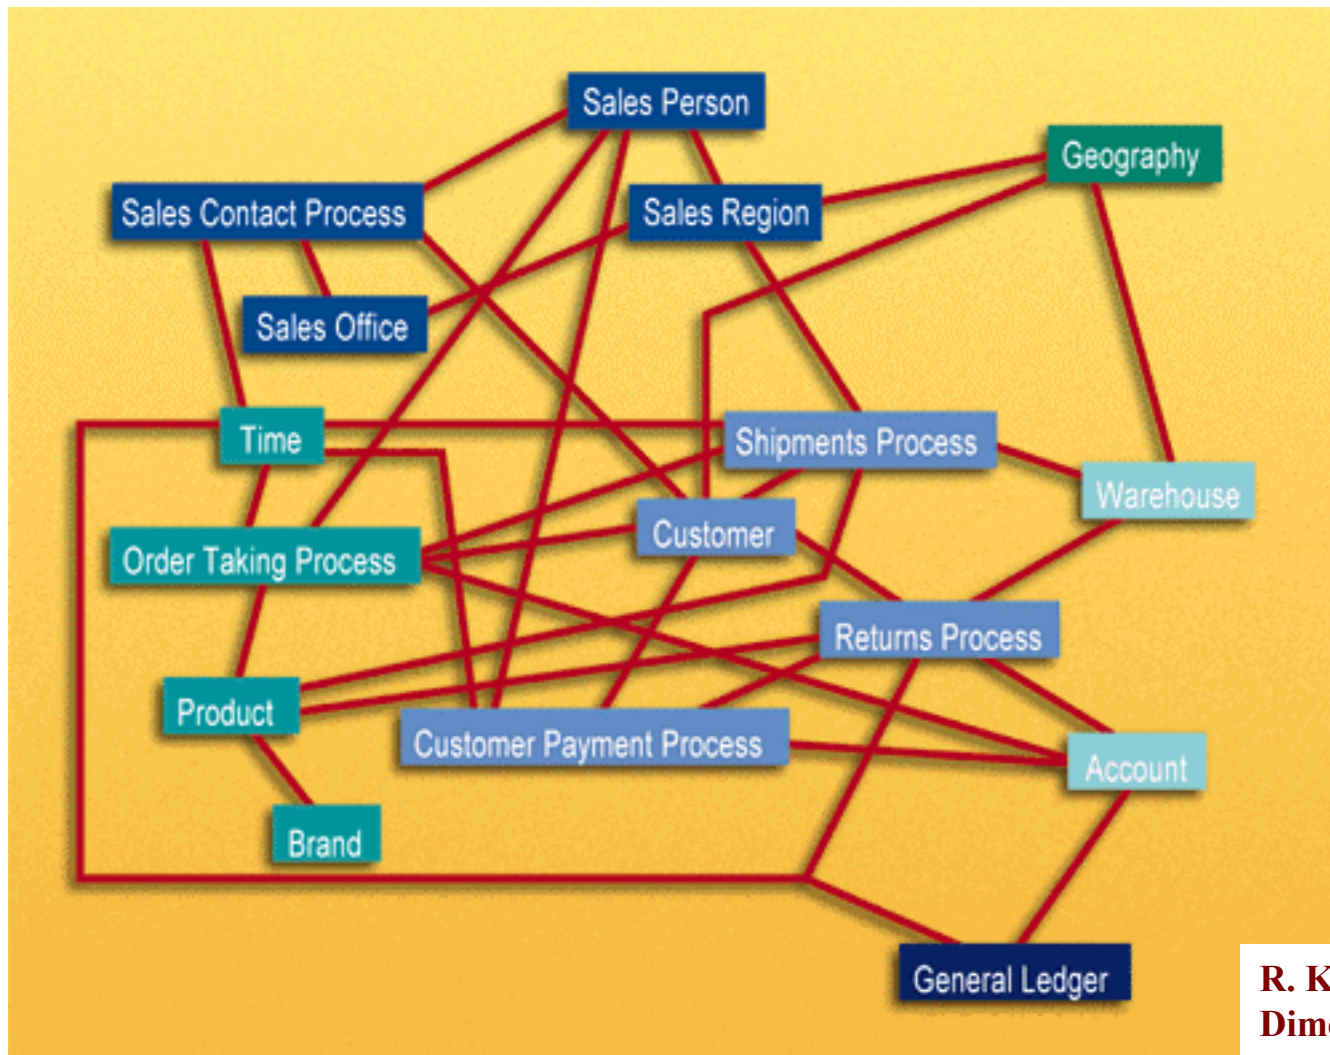 Sales Person
Geography
Sales Contact Process
Sales Region
Sales Office
Time
Shipments Process
Warehouse
Customer
Order Taking Process
Returns Process
Product
Customer Payment Process
Account
Brand
General Ledger
R. K
Dim